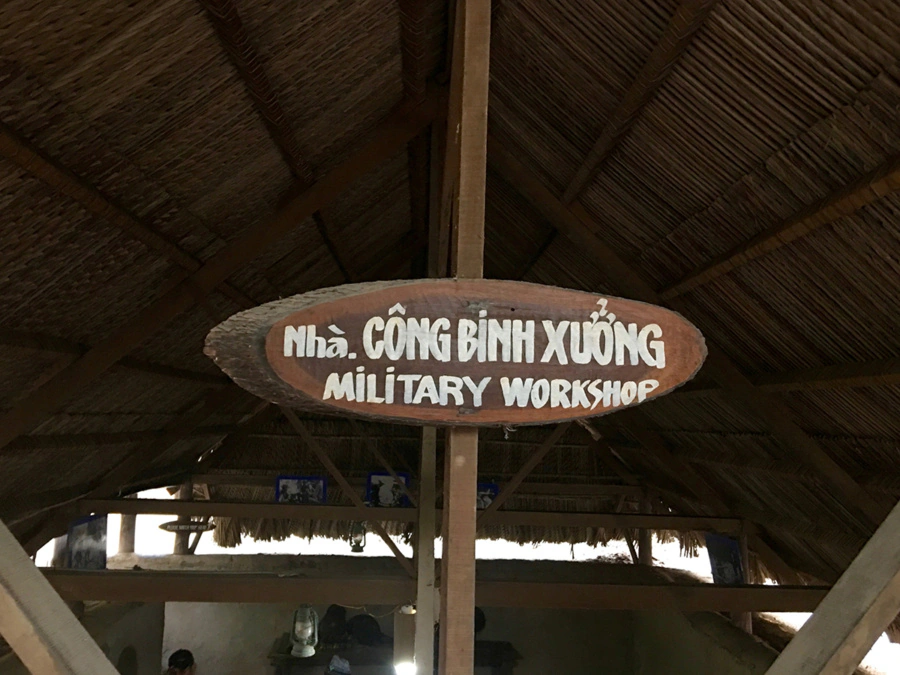 Nhà. CÔNG BINH XƯỞNG
MILITARY WORKSHOP